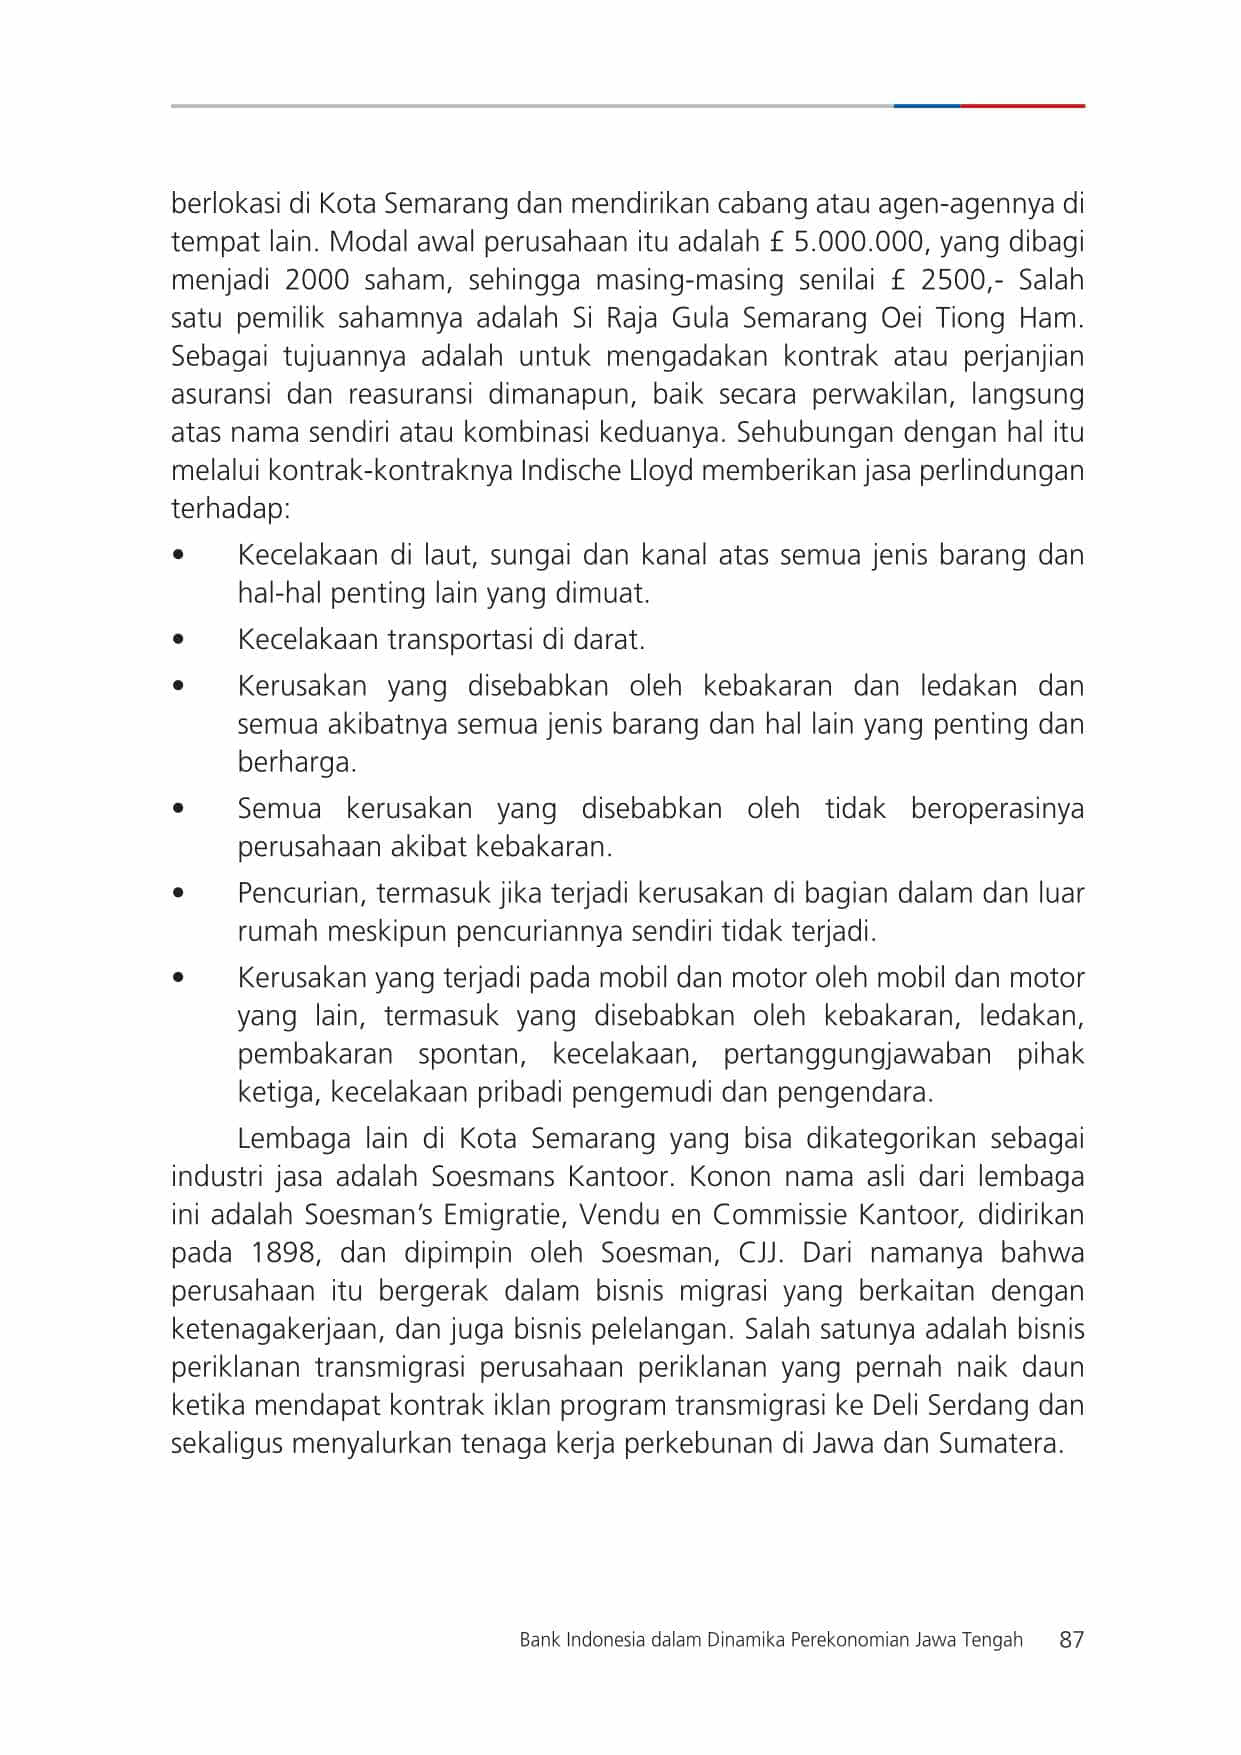 berlokasi di Kota Semarang dan mendirikan cabang atau agen-agennya di
tempat lain. Modal awal perusahaan itu adalah £ 5.000.000, yang dibagi
menjadi 2000 saham, sehingga masing-masing senilai £ 2500,- Salah
satu pemilik sahamnya adalah Si Raja Gula Semarang Oei Tiong Ham.
Sebagai tujuannya adalah untuk mengadakan kontrak atau perjanjian
asuransi dan reasuransi dimanapun, baik secara perwakilan, langsung
atas nama sendiri atau kombinasi keduanya. Sehubungan dengan hal itu
melalui kontrak-kontraknya Indische Lloyd memberikan jasa perlindungan
terhadap:
• Kecelakaan di laut, sungai dan kanal atas semua jenis barang dan
hal-hal penting lain yang dimuat.
• Kecelakaan transportasi di darat.
• Kerusakan yang disebabkan oleh kebakaran dan ledakan dan
semua akibatnya semua jenis barang dan hal lain yang penting dan
berharga.
• Semua kerusakan yang disebabkan oleh tidak beroperasinya
perusahaan akibat kebakaran.
• Pencurian, termasuk jika terjadi kerusakan di bagian dalam dan luar
rumah meskipun pencuriannya sendiri tidak terjadi.
• Kerusakan yang terjadi pada mobil dan motor oleh mobil dan motor
yang lain, termasuk yang disebabkan oleh kebakaran, ledakan,
pembakaran spontan, kecelakaan, pertanggungjawaban pihak
ketiga, kecelakaan pribadi pengemudi dan pengendara.
Lembaga lain di Kota Semarang yang bisa dikategorikan sebagai
industri jasa adalah Soesmans Kantoor. Konon nama asli dari lembaga
ini adalah Soesman’s Emigratie, Vendu en Commissie Kantoor, didirikan
pada 1898, dan dipimpin oleh Soesman, CJJ. Dari namanya bahwa
perusahaan itu bergerak dalam bisnis migrasi yang berkaitan dengan
ketenagakerjaan, dan juga bisnis pelelangan. Salah satunya adalah bisnis
periklanan transmigrasi perusahaan periklanan yang pernah naik daun
ketika mendapat kontrak iklan program transmigrasi ke Deli Serdang dan
sekaligus menyalurkan tenaga kerja perkebunan di Jawa dan Sumatera.
Bank Indonesia dalam Dinamika Perekonomian Jawa Tengah 87